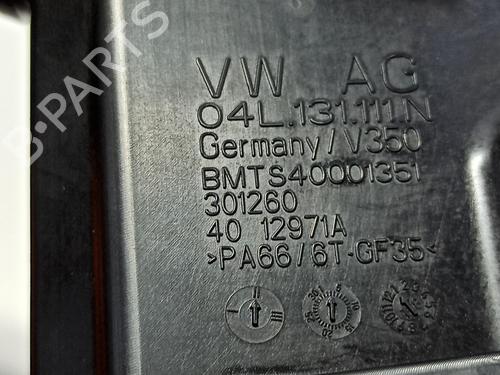 VW AG
04L.131.111.N
Germany/V350
BMTS40001351
301260
40 12971A
>PA66/6T-GF35<
B-PARTS